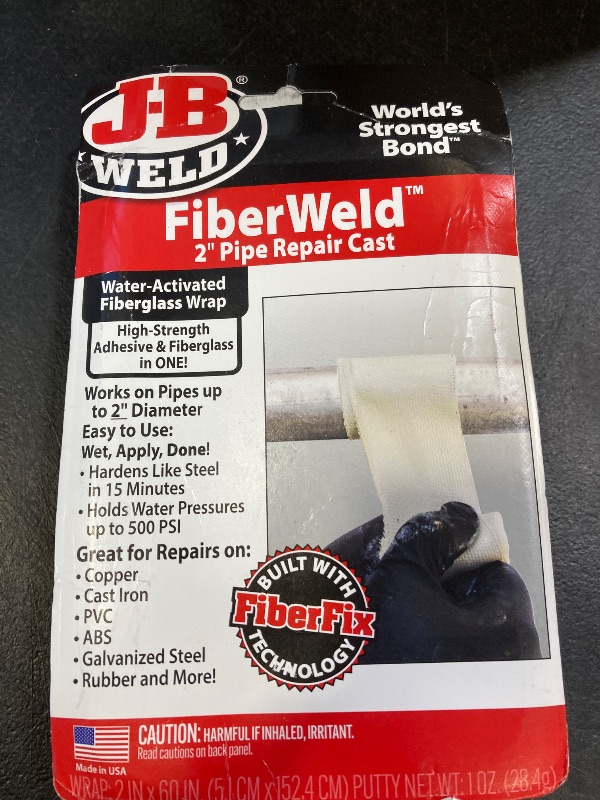 J-B
WELD
®
World's
Strongest
Bond™
FiberWeld™
2" Pipe Repair Cast
Water-Activated
Fiberglass Wrap
High-Strength
Adhesive & Fiberglass
in ONE!
Works on Pipes up
to 2" Diameter
Easy to Use:
Wet, Apply, Done!
• Hardens Like Steel
in 15 Minutes
• Holds Water Pressures
up to 500 PSI
Great for Repairs on:
• Copper
• Cast Iron
• PVC
• ABS
• Galvanized Steel
• Rubber and More!
BUILT WITH
FiberFix
TECHNOLOGY
CAUTION: HARMFUL IF INHALED, IRRITANT.
Read cautions on back panel.
Made in USA
WRAP: 2 IN x 60 IN. (5.1 CM x 152.4 CM) PUTTY NET WT: 1 OZ. (28.4g)